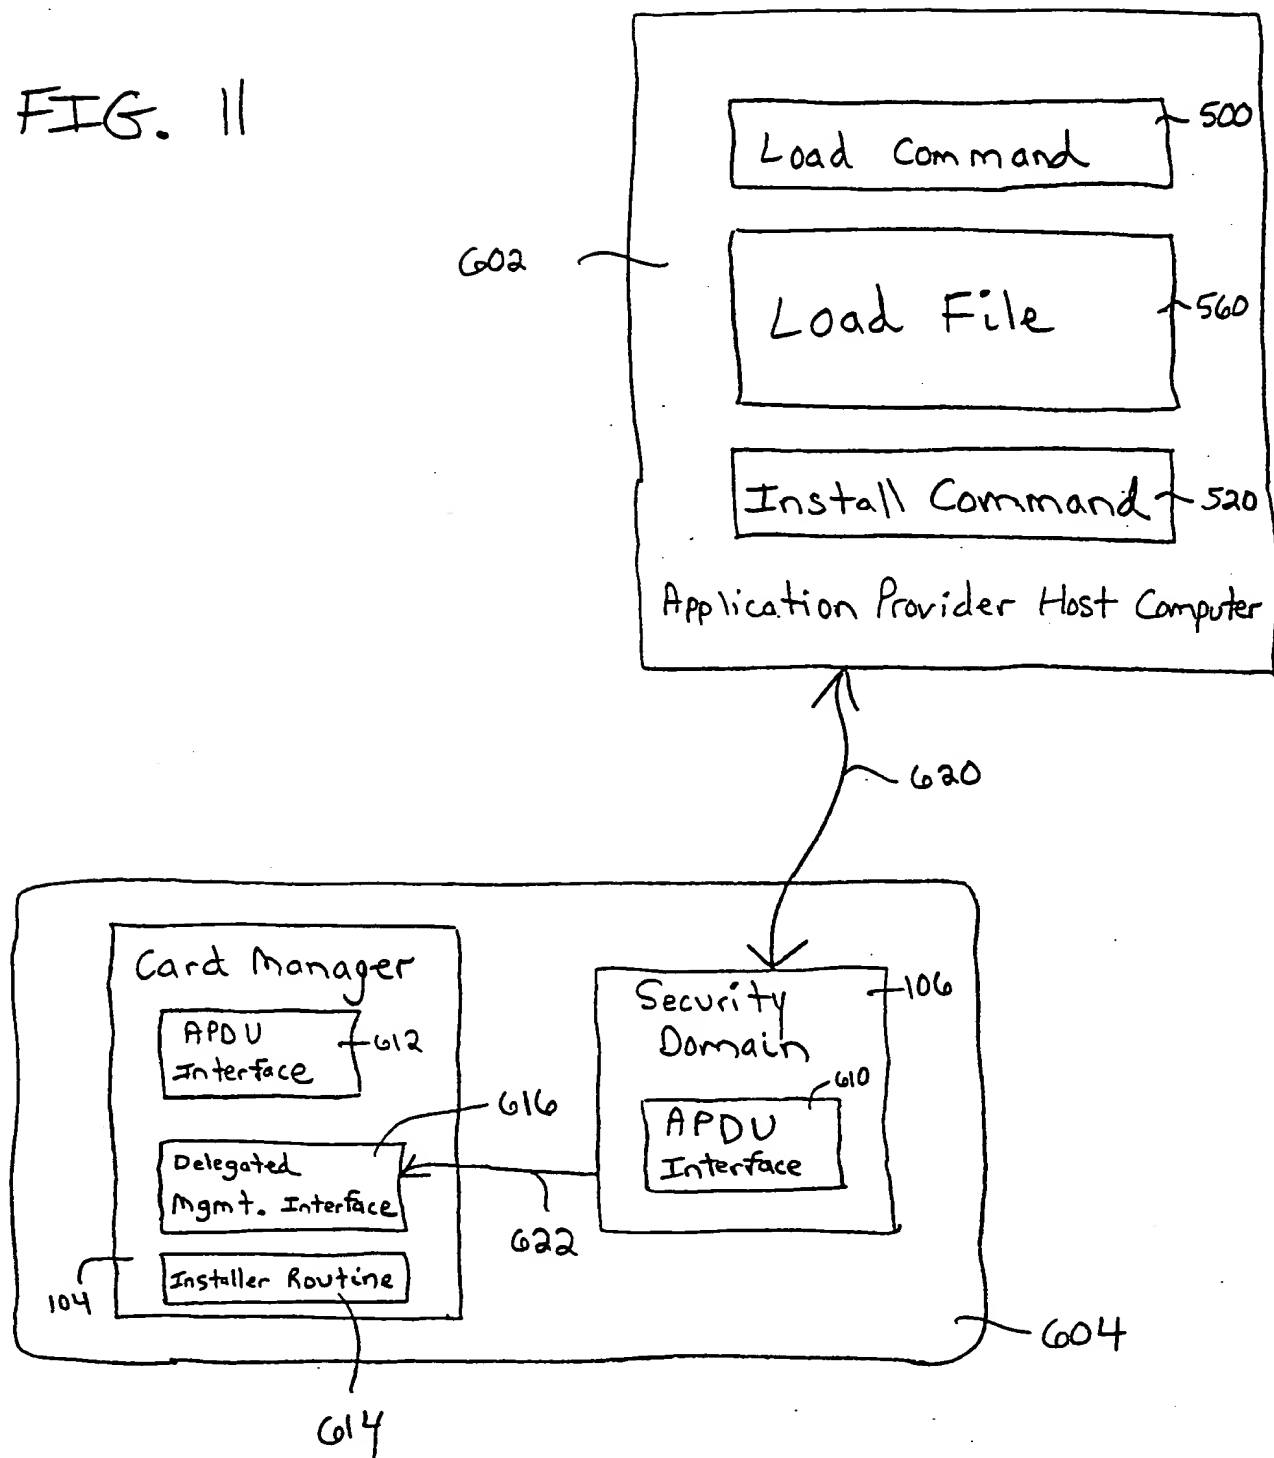 FIG. 11
Load Command
500
602
Load File
560
Install Command
520
Application Provider Host Computer
620
Card Manager
APDU
Interface
612
Security
Domain
106
616
610
APDU
Interface
Delegated
Mgmt. Interface
622
104
Installer Routine
604
614